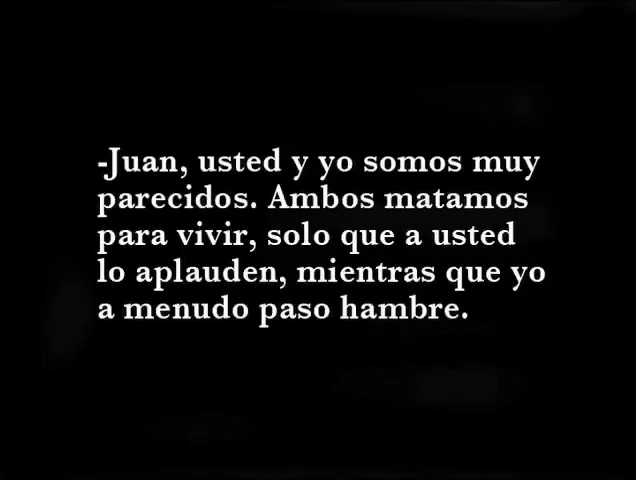 -Juan, usted y yo somos muy
parecidos. Ambos matamos
para vivir, solo que a usted
lo aplauden, mientras que yo
a menudo paso hambre.